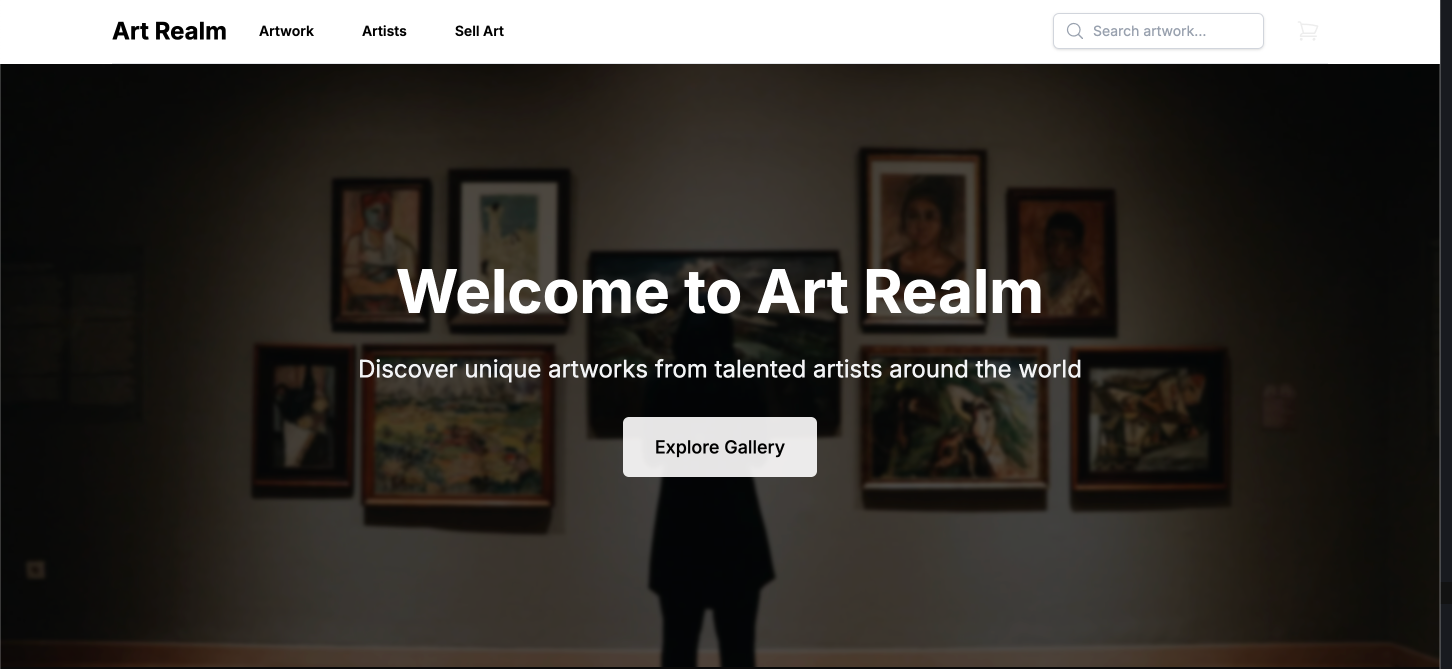 Art Realm
Artwork
Artists
Sell Art
Search artwork...
Welcome to Art Realm
Discover unique artworks from talented artists around the world
Explore Gallery